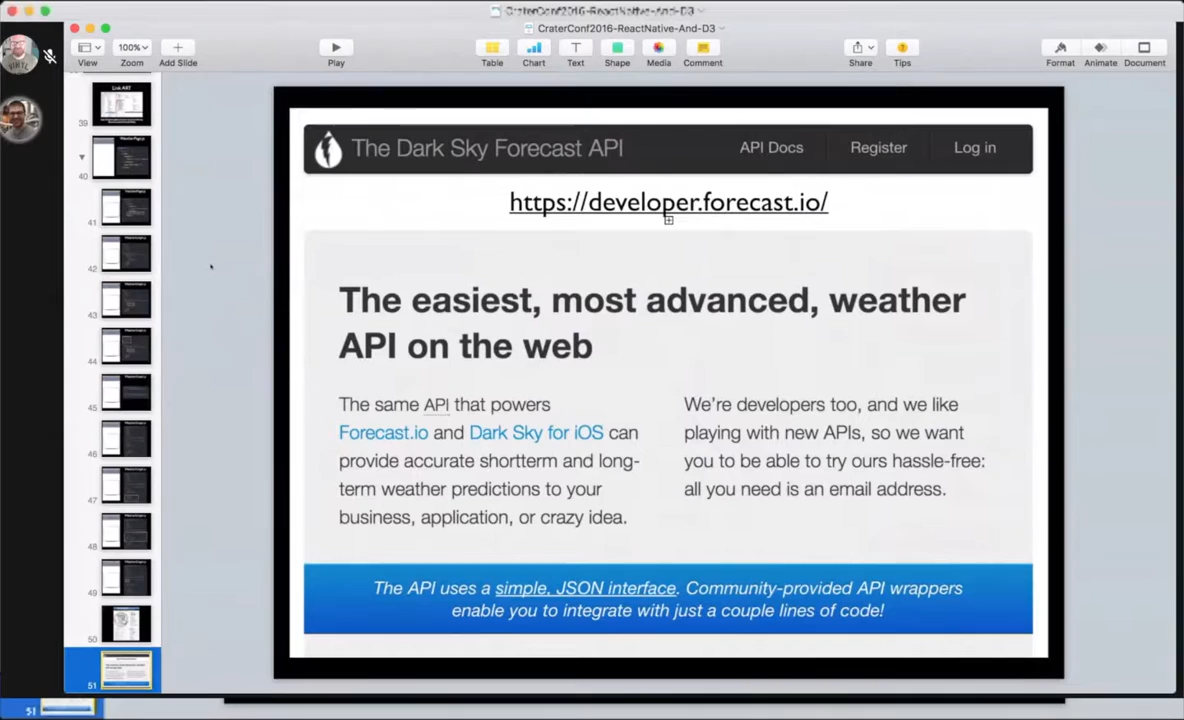 CraterConf2016-ReactNative-And-D3
CraterConf2016-ReactNative-And-D3
View
100%
Zoom
Add Slide
Play
Table
Chart
Text
Shape
Media
Comment
Share
Tips
Format
Animate
Document
39
40
41
42
43
44
45
46
47
48
49
50
51
51
The Dark Sky Forecast API
API Docs
Register
Log in
https://developer.forecast.io/
The easiest, most advanced, weather
API on the web
The same API that powers
Forecast.io and Dark Sky for iOS can
provide accurate shortterm and long-
term weather predictions to your
business, application, or crazy idea.
We're developers too, and we like
playing with new APIs, so we want
you to be able to try ours hassle-free:
all you need is an email address.
The API uses a simple, JSON interface. Community-provided API wrappers
enable you to integrate with just a couple lines of code!